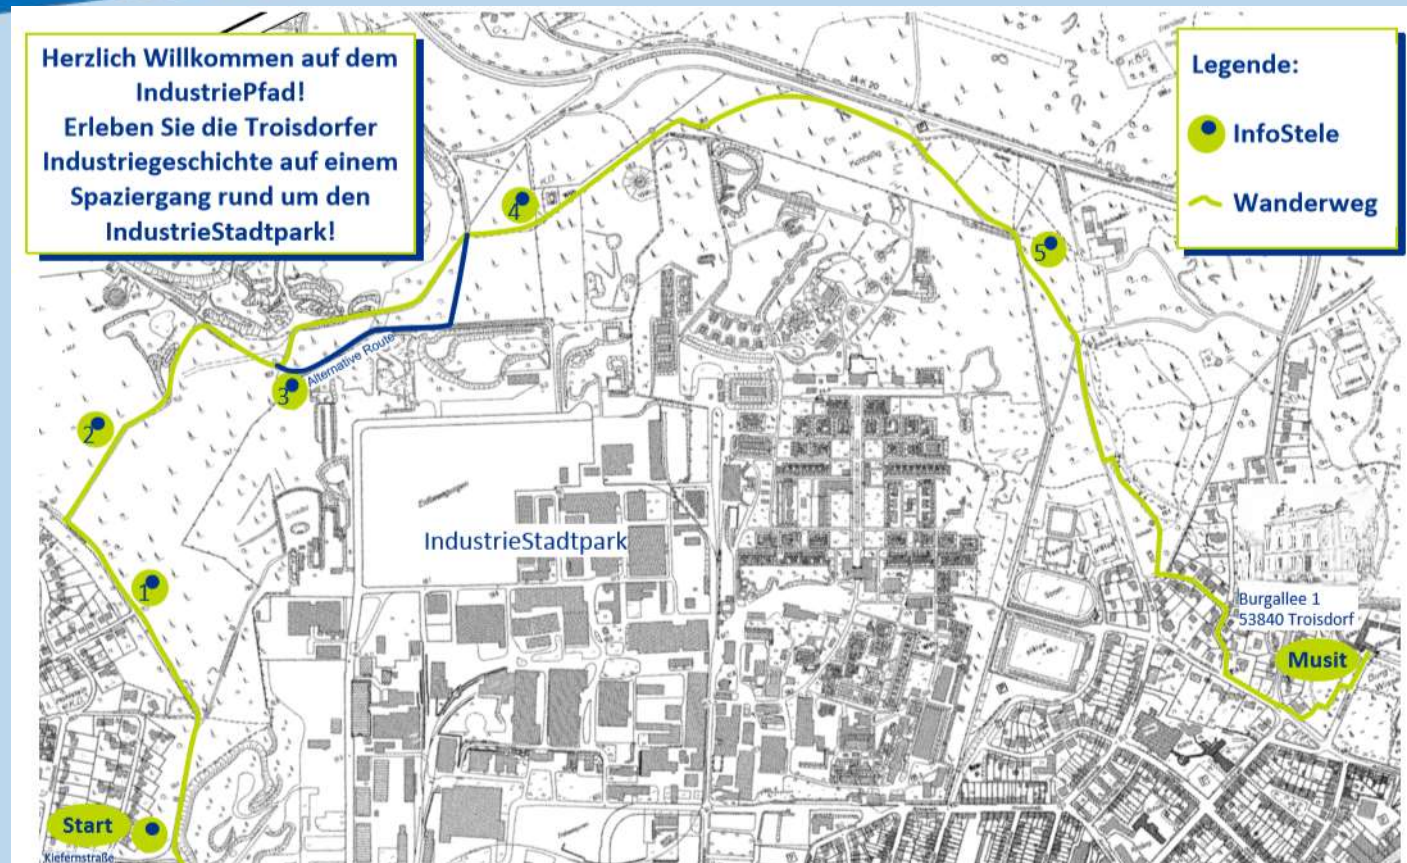 Herzlich Willkommen auf dem
IndustriePfad!
Erleben Sie die Troisdorfer
Industriegeschichte auf einem
Spaziergang rund um den
IndustrieStadtpark!
Legende:
InfoStele
Wanderweg
4
5
Alternative Route
3
2
IndustrieStadtpark
1
Burgallee 1
53840 Troisdorf
Musit
Start
Kiefernstraße